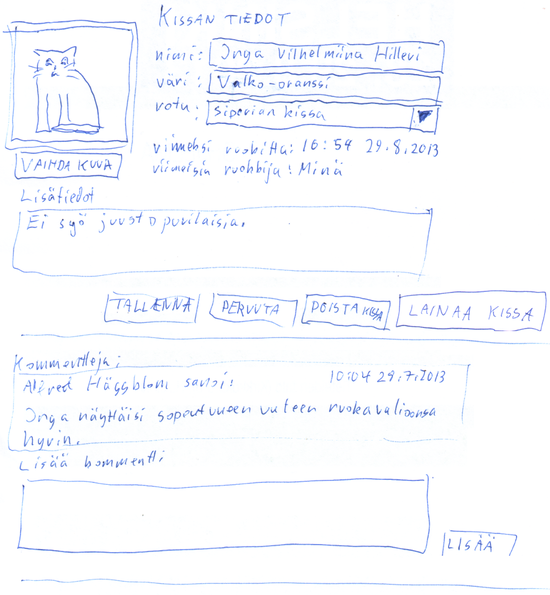 KISSAN TIEDOT
nimi: Inga Vilhelmiina Hillevi
väri: Valko-oranssi
rotu: Siperian kissa
viimeksi ruokittu: 16:54 29.8.2013
viimeisin ruokkija: Minä
VAIHDA KUVA
Lisätiedot
Ei syö juustopurilaisia.
TALLENNA PERUUTA POISTA KISSA LAINAA KISSA
Kommentteja:
Alfred Häggblom sanoi: 10:04 29.7.2013
Inga näyttäisi sopeutuneen uuteen ruokavalioonsa
hyvin.
Lisää kommentti
LISÄÄ